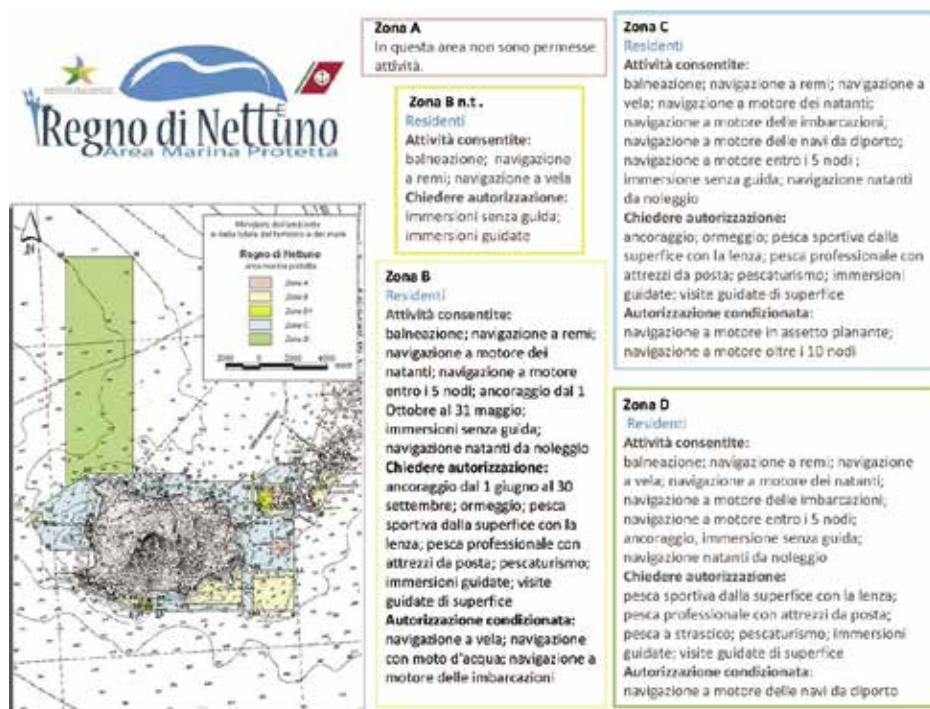 Regno di Nettuno
Area Marina Protetta
Zona A
In questa area non sono permesse
attività.
Zona B n.t.
Residenti
Attività consentite:
balneazione; navigazione
a remi; navigazione a vela
Chiedere autorizzazione:
immersioni senza guida;
immersioni guidate
Zona B
Residenti
Attività consentite:
balneazione; navigazione a remi;
navigazione a motore dei
natanti; navigazione a motore
entro i 5 nodi; ancoraggio dal 1
Ottobre al 31 maggio;
immersioni senza guida;
navigazione natanti da noleggio
Chiedere autorizzazione:
ancoraggio dal 1 giugno al 30
settembre; ormeggio; pesca
sportiva dalla superfice con la
lenza; pesca professionale con
attrezzi da posta; pescaturismo;
immersioni guidate; visite
guidate di superfice
Autorizzazione condizionata:
navigazione a vela; navigazione
con moto d'acqua; navigazione a
motore delle imbarcazioni
Zona C
Residenti
Attività consentite:
balneazione; navigazione a remi; navigazione a
vela; navigazione a motore dei natanti;
navigazione a motore delle imbarcazioni;
navigazione a motore delle navi da diporto;
navigazione a motore entro i 5 nodi ;
immersione senza guida; navigazione natanti
da noleggio
Chiedere autorizzazione:
ancoraggio; ormeggio; pesca sportiva dalla
superfice con la lenza; pesca professionale con
attrezzi da posta; pescaturismo; immersioni
guidate; visite guidate di superfice
Autorizzazione condizionata:
navigazione a motore in assetto planante;
navigazione a motore oltre i 10 nodi
Zona D
Residenti
Attività consentite:
balneazione; navigazione a remi; navigazione
a vela; navigazione a motore dei natanti;
navigazione a motore delle imbarcazioni;
navigazione a motore entro i 5 nodi;
ancoraggio; immersione senza guida;
navigazione natanti da noleggio
Chiedere autorizzazione:
pesca sportiva dalla superfice con la lenza;
pesca professionale con attrezzi da posta;
pesca a strascico; pescaturismo; immersioni
guidate; visite guidate di superfice
Autorizzazione condizionata:
navigazione a motore delle navi da diporto
N
Regno di Nettuno
area marina protetta
Zona A
Zona B
Zona C
Zona D
2000 0 2000 4000